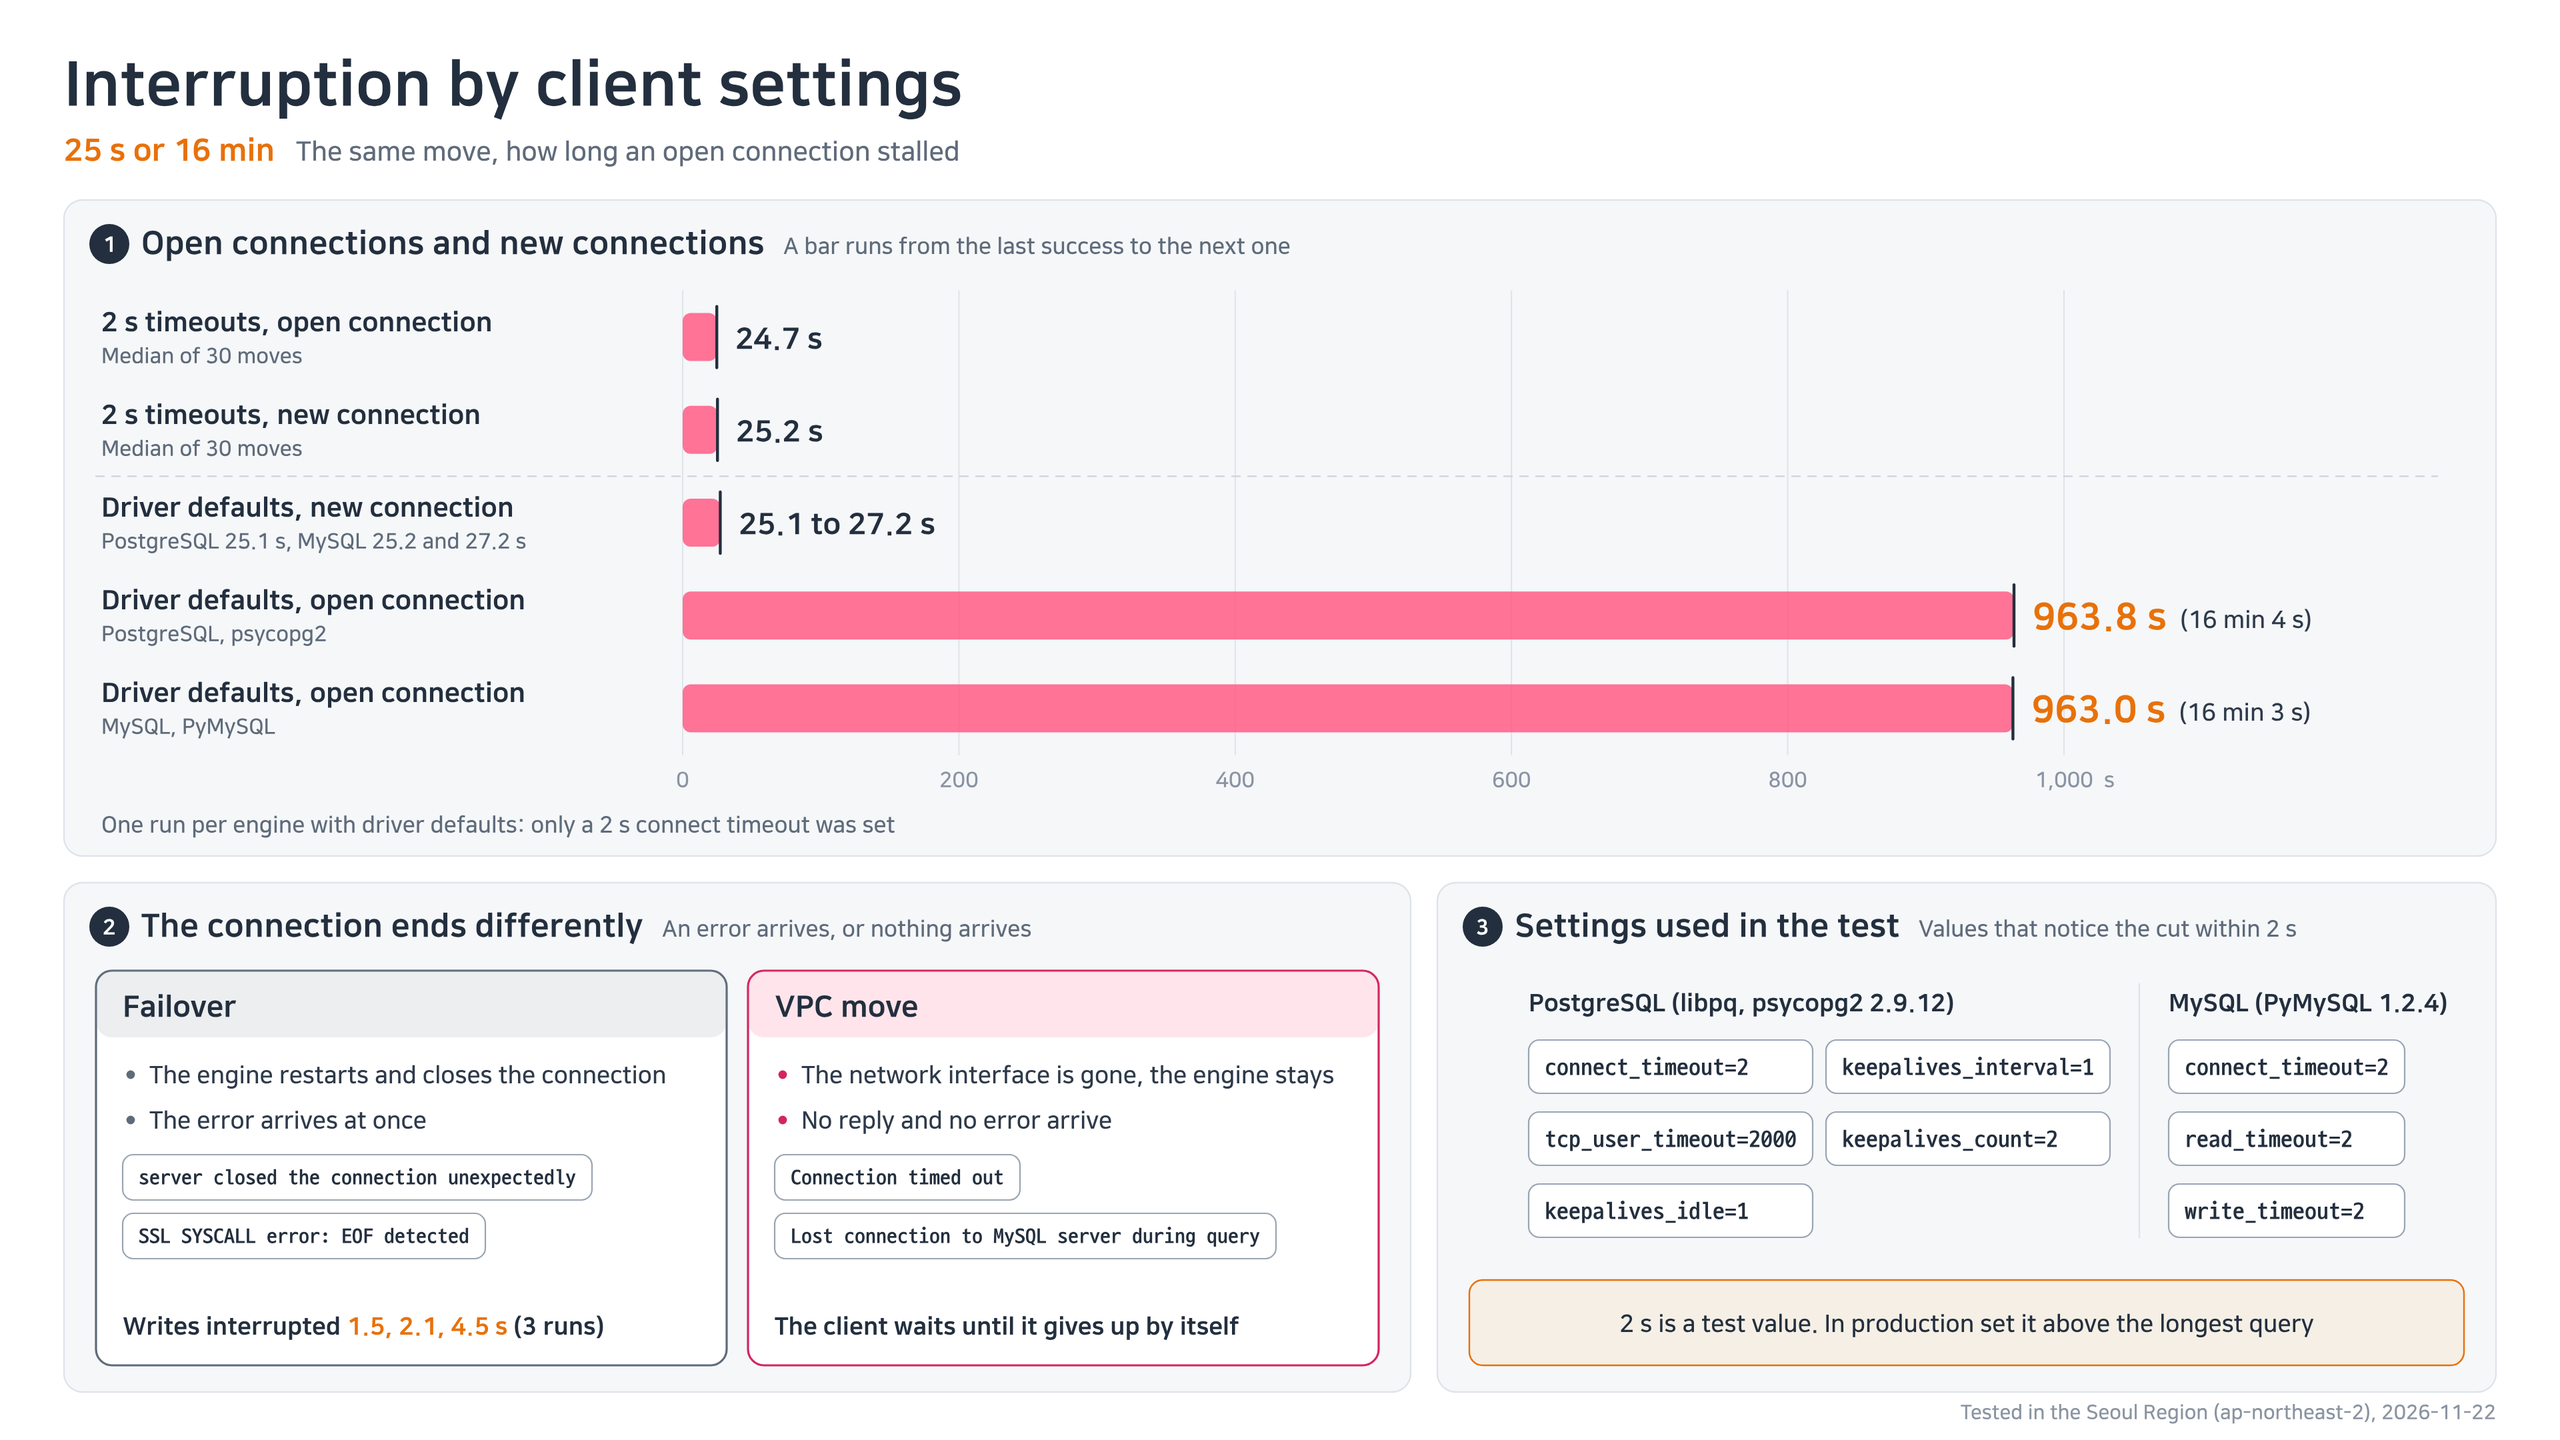 Interruption by client settings
25 s or 16 min The same move, how long an open connection stalled
1 Open connections and new connections A bar runs from the last success to the next one
2 s timeouts, open connection
Median of 30 moves
24.7 s
2 s timeouts, new connection
Median of 30 moves
25.2 s
Driver defaults, new connection
PostgreSQL 25.1 s, MySQL 25.2 and 27.2 s
25.1 to 27.2 s
Driver defaults, open connection
PostgreSQL, psycopg2
963.8 s (16 min 4 s)
Driver defaults, open connection
MySQL, PyMySQL
963.0 s (16 min 3 s)
0 200 400 600 800 1,000 s
One run per engine with driver defaults: only a 2 s connect timeout was set
2 The connection ends differently An error arrives, or nothing arrives
Failover
• The engine restarts and closes the connection
• The error arrives at once
server closed the connection unexpectedly
SSL SYSCALL error: EOF detected
Writes interrupted 1.5, 2.1, 4.5 s (3 runs)
VPC move
• The network interface is gone, the engine stays
• No reply and no error arrive
Connection timed out
Lost connection to MySQL server during query
The client waits until it gives up by itself
3 Settings used in the test Values that notice the cut within 2 s
PostgreSQL (libpq, psycopg2 2.9.12)
connect_timeout=2 keepalives_interval=1
tcp_user_timeout=2000 keepalives_count=2
keepalives_idle=1
MySQL (PyMySQL 1.2.4)
connect_timeout=2
read_timeout=2
write_timeout=2
2 s is a test value. In production set it above the longest query
Tested in the Seoul Region (ap-northeast-2), 2026-11-22